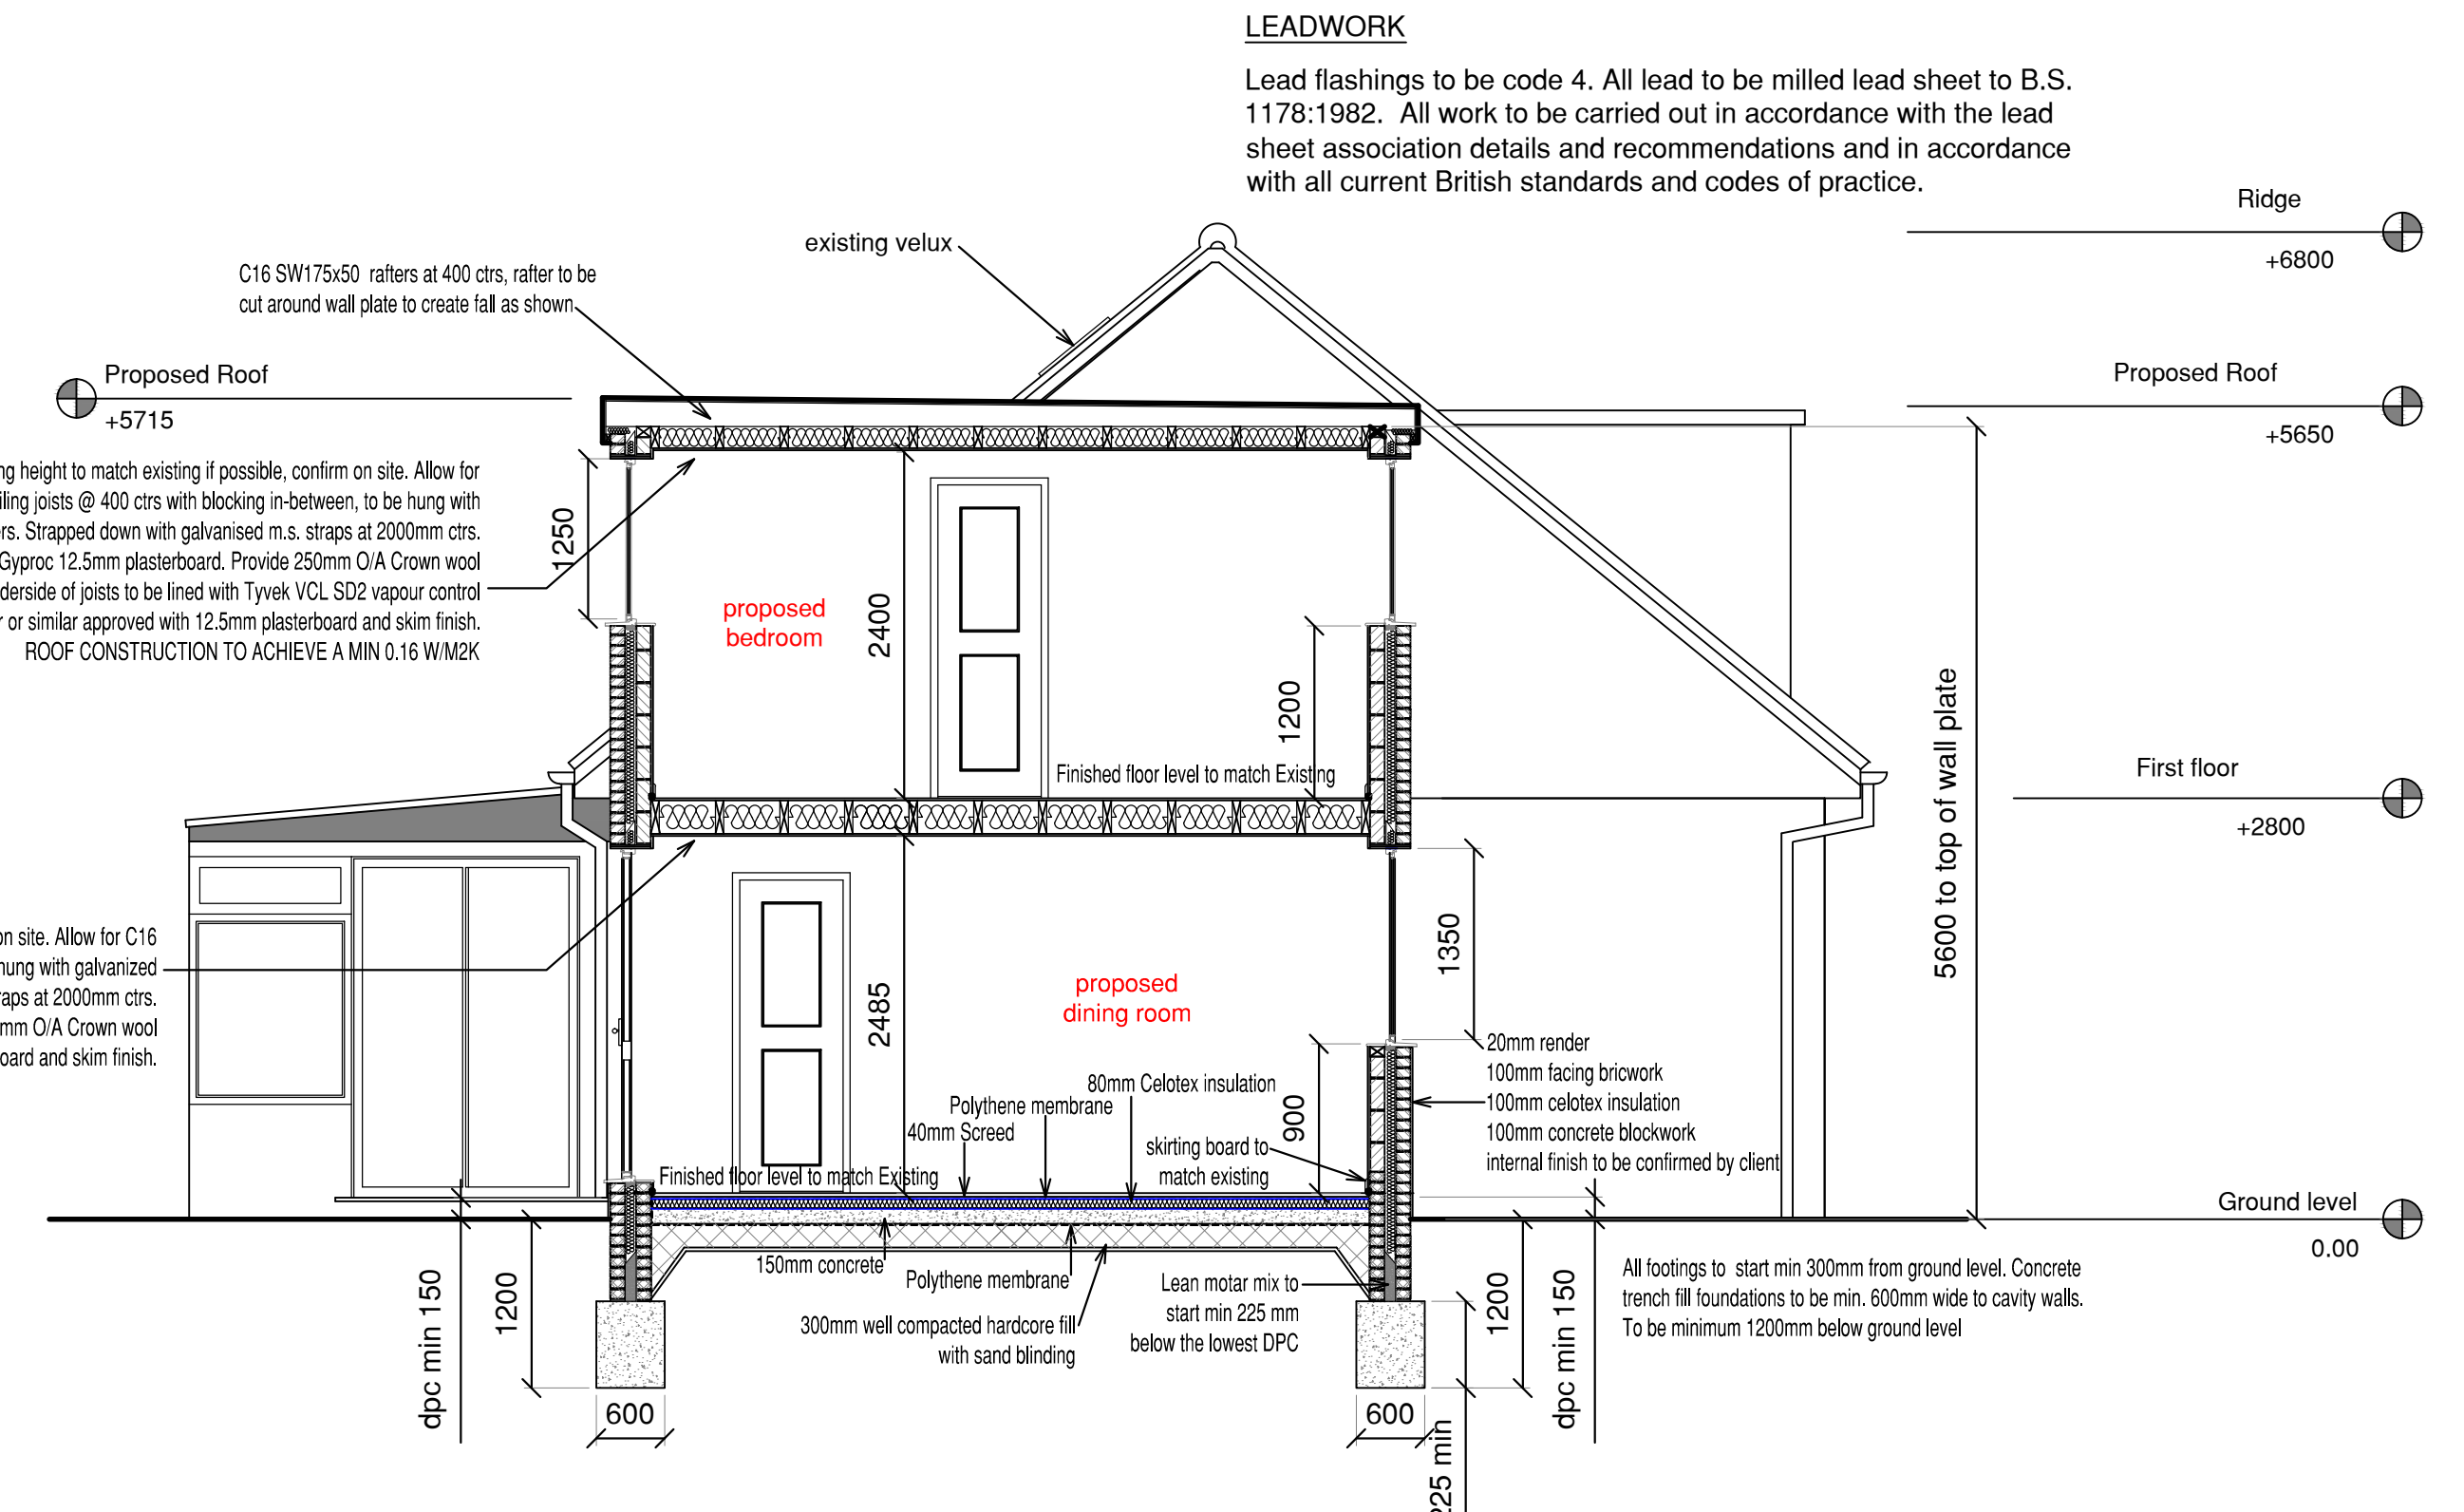 LEADWORK
Lead flashings to be code 4. All lead to be milled lead sheet to B.S.
1178:1982.  All work to be carried out in accordance with the lead
sheet association details and recommendations and in accordance
with all current British standards and codes of practice.
Ridge
+6800
existing velux
C16 SW175x50  rafters at 400 ctrs, rafter to be
cut around wall plate to create fall as shown
Proposed Roof
+5715
Proposed Roof
+5650
height to match existing if possible, confirm on site. Allow for
joists @ 400 ctrs with blocking in-between, to be hung with
Strapped down with galvanised m.s. straps at 2000mm ctrs.
Gyproc 12.5mm plasterboard. Provide 250mm O/A Crown wool
of joists to be lined with Tyvek VCL SD2 vapour control
or similar approved with 12.5mm plasterboard and skim finish.
ROOF CONSTRUCTION TO ACHIEVE A MIN 0.16 W/M2K
1250
proposed
bedroom
2400
1200
Finished floor level to match Existing
5600 to top of wall plate
First floor
+2800
on site. Allow for C16
hung with galvanized
at 2000mm ctrs.
O/A Crown wool
and skim finish.
2485
proposed
dining room
1350
900
80mm Celotex insulation
Polythene membrane
40mm Screed
skirting board to
match existing
Finished floor level to match Existing
20mm render
100mm facing bricwork
100mm celotex insulation
100mm concrete blockwork
internal finish to be confirmed by client
Ground level
0.00
150mm concrete
Polythene membrane
300mm well compacted hardcore fill
with sand blinding
Lean motar mix to
start min 225 mm
below the lowest DPC
dpc min 150
1200
600
600
225 min
1200
dpc min 150
All footings to  start min 300mm from ground level. Concrete
trench fill foundations to be min. 600mm wide to cavity walls.
To be minimum 1200mm below ground level